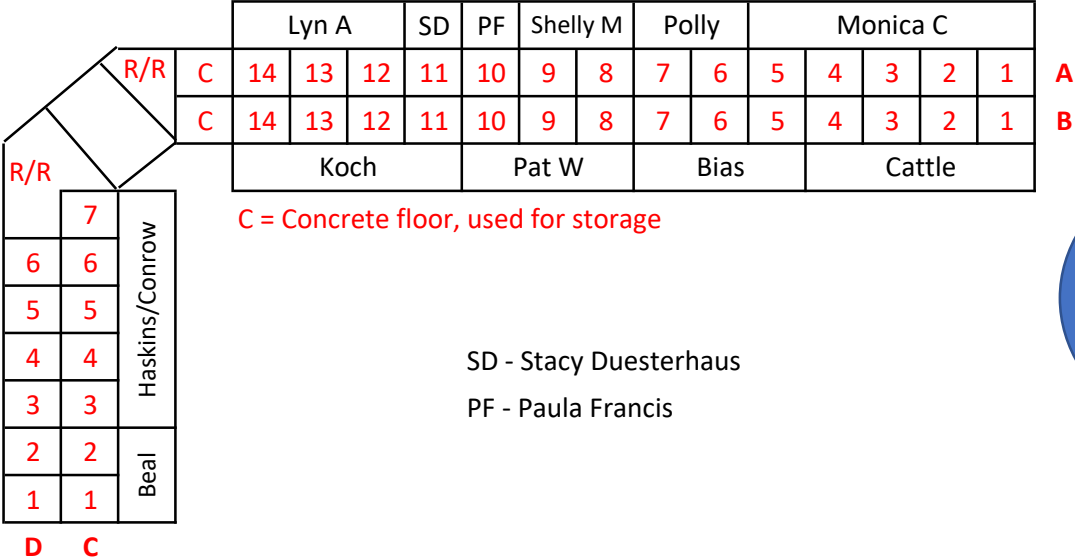 Lyn A SD PF Shelly M Polly Monica C
R/R C 14 13 12 11 10 9 8 7 6 5 4 3 2 1 A
C 14 13 12 11 10 9 8 7 6 5 4 3 2 1 B
R/R Koch Pat W Bias Cattle
C = Concrete floor, used for storage
7
6 6
5 5
4 4
3 3
Haskins/Conrow
2 2
1 1
Beal
D C
SD - Stacy Duesterhaus
PF - Paula Francis